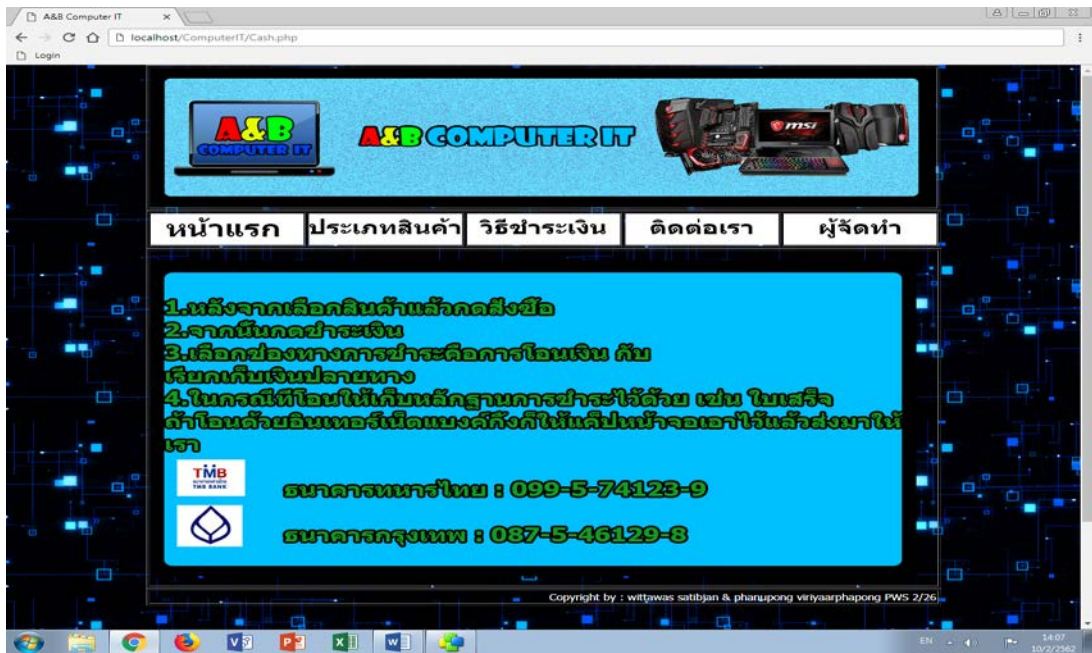 A&B Computer IT
localhost/ComputerIT/Cash.php
Login
A&B
COMPUTER IT
A&B COMPUTER IT
msi
หน้าแรก ประเภทสินค้า วิธีชำระเงิน ติดต่อเรา ผู้จัดทำ
1.หลังจากเลือกสินค้าแล้วกดสั่งซื้อ
2.จากนั้นกดชำระเงิน
3.เลือกช่องทางการชำระคือการโอนเงิน กับ
เรียกเก็บเงินปลายทาง
4.ในกรณีที่โอนให้เก็บหลักฐานการชำระไว้ด้วย เช่น ใบเสร็จ
ถ้าโอนด้วยอินเทอร์เน็ตแบงค์กิ้งก็ให้แค็ปหน้าจอเอาไว้แล้วส่งมาให้
เรา
TMB
TMB BANK
ธนาคารทหารไทย : 099-5-74123-9
ธนาคารกรุงเทพ : 087-5-46129-8
Copyright by : wittawas satibjan & phanupong viriyaarphapong PWS 2/26
EN
14:07
10/2/2562